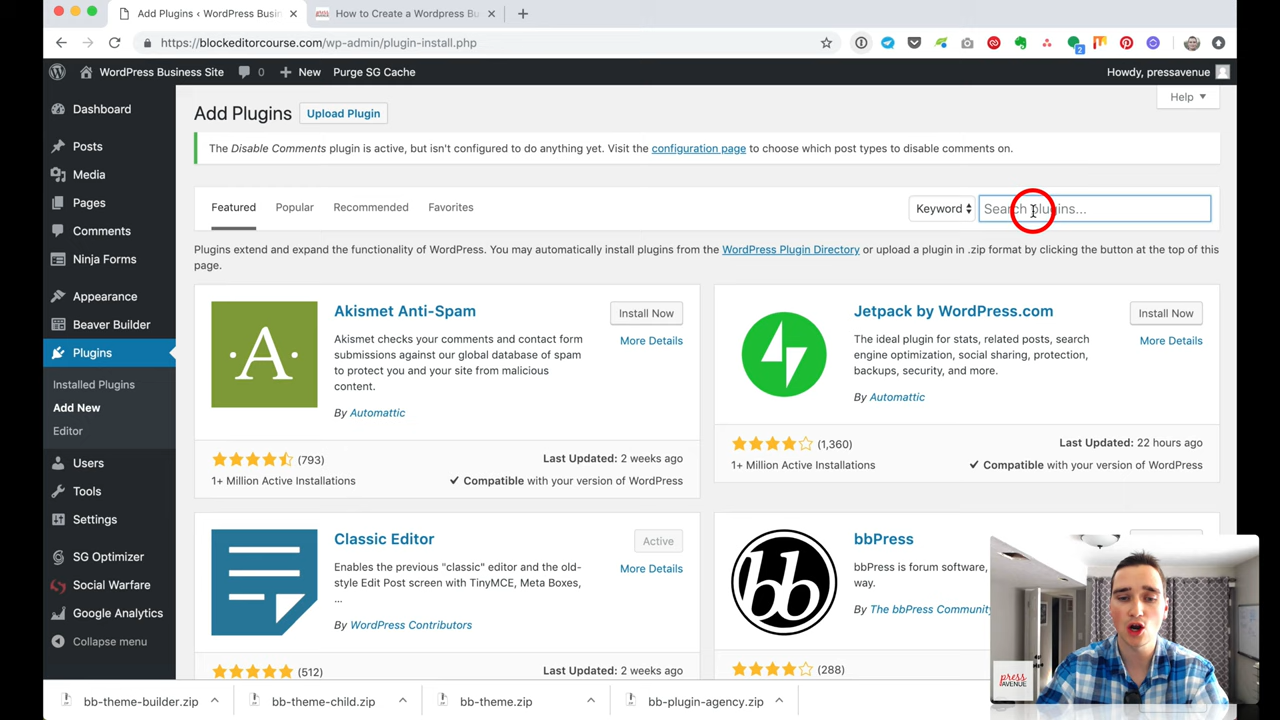 Add Plugins ‹ WordPress Busin ×
How to Create a Wordpress Bu ×
https://blockeditorcourse.com/wp-admin/plugin-install.php
2
WordPress Business Site 0 New Purge SG Cache
Howdy, pressavenue
Dashboard
Posts
Media
Pages
Comments
Ninja Forms
Appearance
Beaver Builder
Plugins
Installed Plugins
Add New
Editor
Users
Tools
Settings
SG Optimizer
Social Warfare
Google Analytics
Collapse menu
Help
Add Plugins Upload Plugin
The Disable Comments plugin is active, but isn't configured to do anything yet. Visit the configuration page to choose which post types to disable comments on.
Featured Popular Recommended Favorites
Keyword Search plugins...
Plugins extend and expand the functionality of WordPress. You may automatically install plugins from the WordPress Plugin Directory or upload a plugin in .zip format by clicking the button at the top of this
page.
·A·
Akismet Anti-Spam
Install Now
More Details
Akismet checks your comments and contact form
submissions against our global database of spam
to protect you and your site from malicious
content.
By Automattic
(793)
Last Updated: 2 weeks ago
1+ Million Active Installations
✓ Compatible with your version of WordPress
Jetpack by WordPress.com
Install Now
More Details
The ideal plugin for stats, related posts, search
engine optimization, social sharing, protection,
backups, security, and more.
By Automattic
(1,360)
Last Updated: 22 hours ago
1+ Million Active Installations
✓ Compatible with your version of WordPress
Classic Editor
Active
More Details
Enables the previous "classic" editor and the old-
style Edit Post screen with TinyMCE, Meta Boxes,
...
By WordPress Contributors
(512)
Last Updated: 2 weeks ago
bb
bbPress
bbPress is forum software,
way.
By The bbPress Community
(288)
press
AVENUE
bb-theme-builder.zip
bb-theme-child.zip
bb-theme.zip
bb-plugin-agency.zip